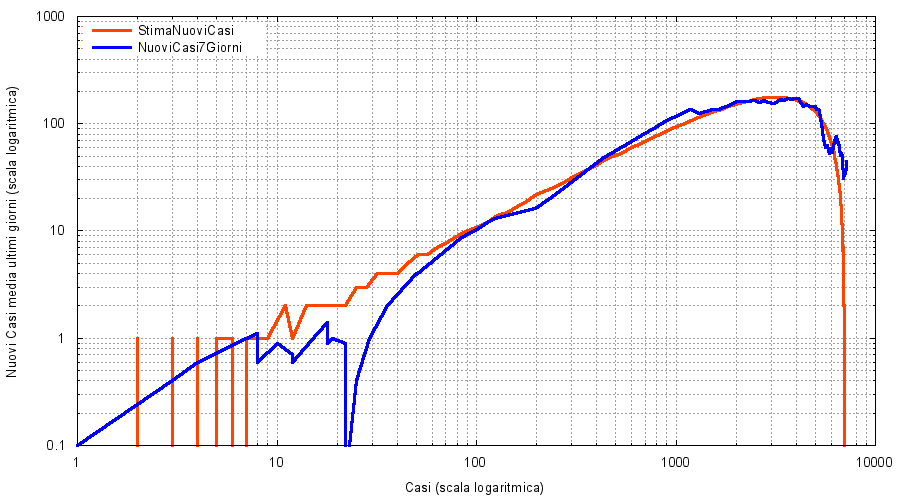 1000
StimaNuoviCasi
NuoviCasi7Giorni
100
10
1
0.1
Nuovi Casi media ultimi giorni (scala logaritmica)
1
10
100
1000
10000
Casi (scala logaritmica)